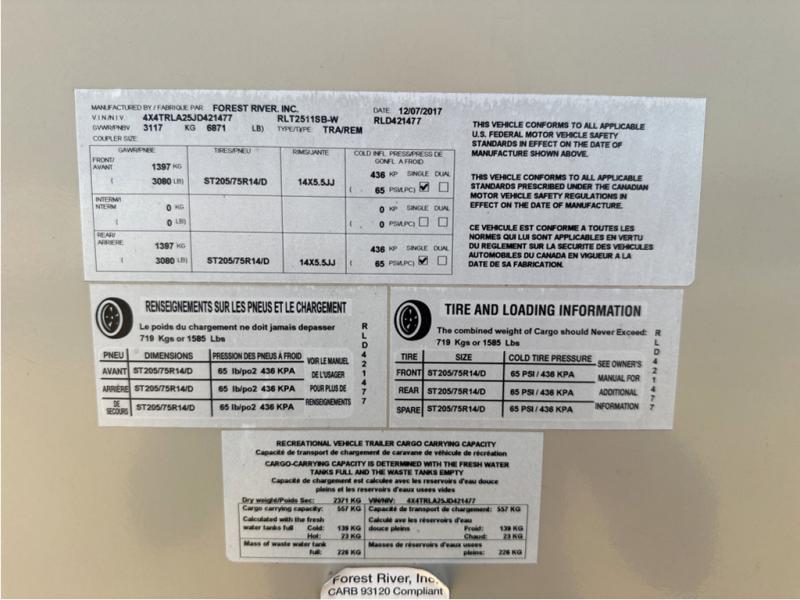 MANUFACTURED BY / FABRIQUE PAR FOREST RIVER, INC. DATE 12/07/2017
V.I.N/N.I.V. 4X4TRLA25JD421477 RLT2511SB-W RLD421477
GVWR/PNBV 3117 KG 6871 LB) TYPE/TYPE: TRA/REM
COUPLER SIZE:
GAWR/PNBE TIRES/PNEU RIMS/JANTE COLD INFL. PRESS/PRESS DE
GONFL A FROID
FRONT/
AVANT 1397 KG 436 KP SINGLE DUAL
( 3080 LB) ST205/75R14/D 14X5.5JJ ( 65 PSI/LPC)
INTERM/I
NTERM 0 KG 0 KP SINGLE DUAL
( 0 LB) ( 0 PSI/LPC)
REAR/
ARRIERE 1397 KG 436 KP SINGLE DUAL
( 3080 LB) ST205/75R14/D 14X5.5JJ ( 65 PSI/LPC)
THIS VEHICLE CONFORMS TO ALL APPLICABLE
U.S. FEDERAL MOTOR VEHICLE SAFETY
STANDARDS IN EFFECT ON THE DATE OF
MANUFACTURE SHOWN ABOVE.
THIS VEHICLE CONFORMS TO ALL APPLICABLE
STANDARDS PRESCRIBED UNDER THE CANADIAN
MOTOR VEHICLE SAFETY REGULATIONS IN
EFFECT ON THE DATE OF MANUFACTURE.
CE VEHICULE EST CONFORME A TOUTES LES
NORMES QUI LUI SONT APPLICABLES EN VERTU
DU REGLEMENT SUR LA SECURITE DES VEHICULES
AUTOMOBILES DU CANADA EN VIGUEUR A LA
DATE DE SA FABRICATION.
RENSEIGNEMENTS SUR LES PNEUS ET LE CHARGEMENT
Le poids du chargement ne doit jamais depasser
719 Kgs or 1585 Lbs
PNEU DIMENSIONS PRESSION DES PNEUS À FROID VOIR LE MANUEL
AVANT ST205/75R14/D 65 lb/po2 436 KPA DE L'USAGER
ARRIÈRE ST205/75R14/D 65 lb/po2 436 KPA POUR PLUS DE
DE SECOURS ST205/75R14/D 65 lb/po2 436 KPA RENSEIGNEMENTS
RLD421477
TIRE AND LOADING INFORMATION
The combined weight of Cargo should Never Exceed:
719 Kgs or 1585 Lbs
TIRE SIZE COLD TIRE PRESSURE SEE OWNER'S
FRONT ST205/75R14/D 65 PSI / 436 KPA MANUAL FOR
REAR ST205/75R14/D 65 PSI / 436 KPA ADDITIONAL
SPARE ST205/75R14/D 65 PSI / 436 KPA INFORMATION
RLD421477
RECREATIONAL VEHICLE TRAILER CARGO CARRYING CAPACITY
Capacité de transport de chargement de caravane de véhicule de récréation
CARGO-CARRYING CAPACITY IS DETERMINED WITH THE FRESH WATER
TANKS FULL AND THE WASTE TANKS EMPTY
Capacité de chargement est calculee avec les réservoirs d'eau douce
pleins et les reservoirs d'eaux usees vides
Dry weight/Poids Sec: 2371 KG VIN/NIV: 4X4TRLA25JD421477
Cargo carrying capacity: 557 KG Capacité de transport de chargement: 557 KG
Calculated with the fresh Calculé ave les réservoirs d'eau
water tanks full Cold: 139 KG douce pleins Froid: 139 KG
Hot: 23 KG Chaud: 23 KG
Mass of waste water tank Masses de réservoirs d'eaux usees
full: 226 KG pleins: 226 KG
Forest River, Inc.
CARB 93120 Compliant